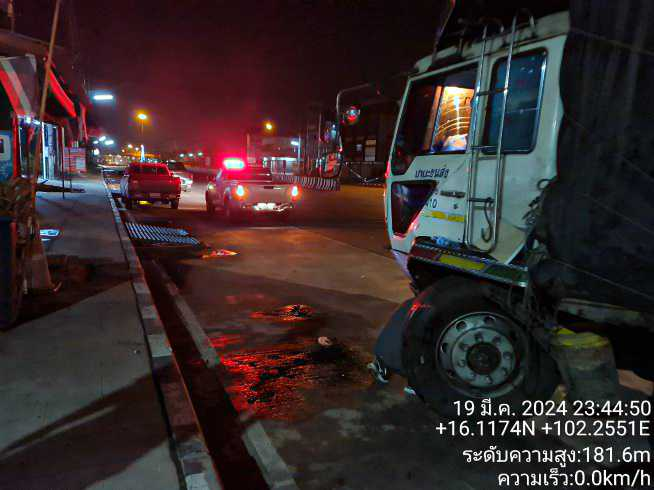 19 มี.ค. 2024 23:44:50
+16.1174N +102.2551E
ระดับความสูง:181.6m
ความเร็ว:0.0km/h